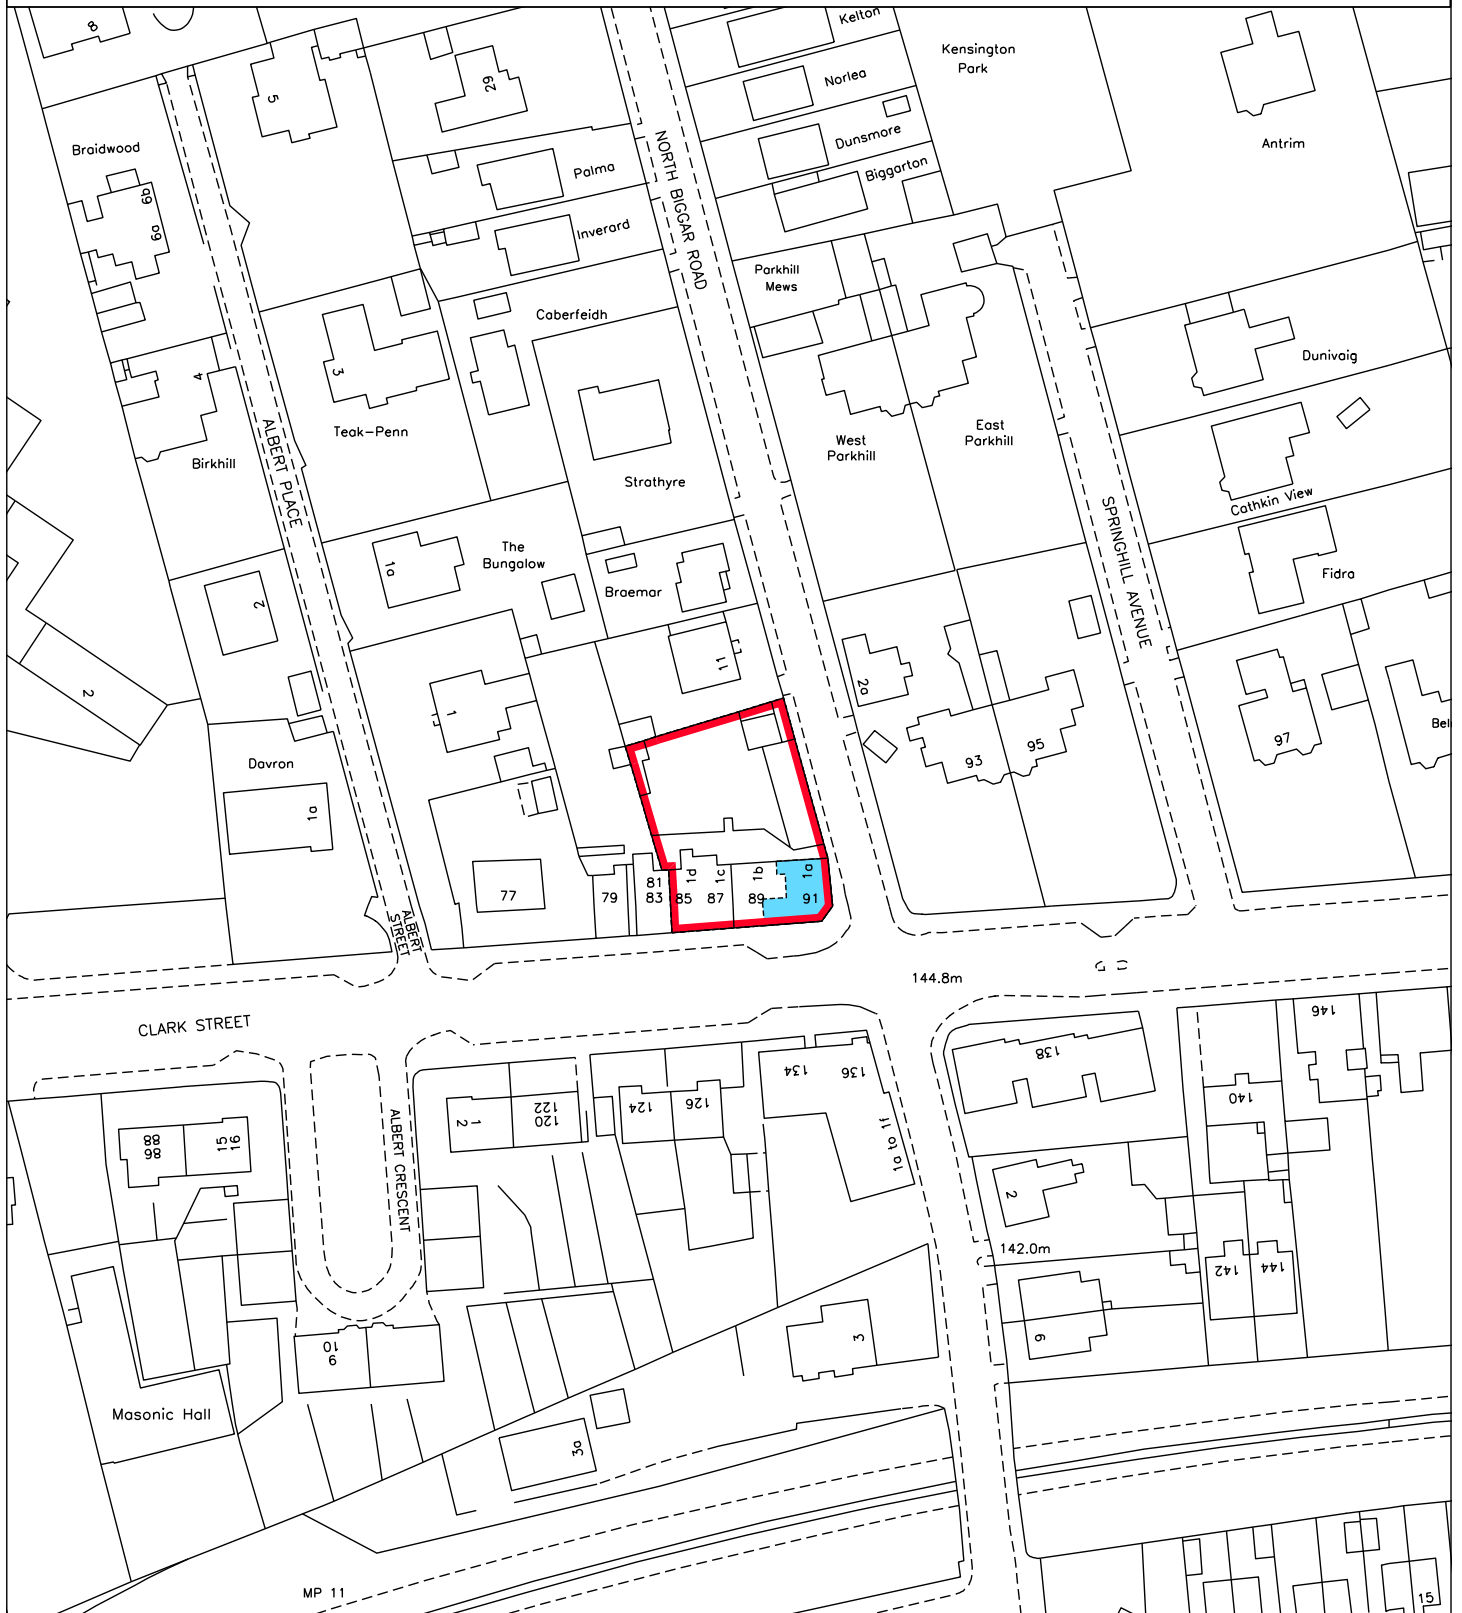 8
5
29
Kelton
Kensington
Park
Norlea
Dunsmore
Antrim
Braidwood
Palma
Biggarton
NORTH BIGGAR ROAD
6b
6a
Inverard
Parkhill
Mews
Caberfeidh
3
4
Dunivaig
Teak-Penn
West
Parkhill
East
Parkhill
Birkhill
ALBERT PLACE
Strathyre
Cathkin View
SPRINGHILL AVENUE
The
Bungalow
1a
Fidra
2
Braemar
11
2a
2
1
93
95
97
Bel
Davron
1a
77
79
81
83
85
1d
1c
87
1b
89
1a
91
ALBERT
STREET
144.8m
CLARK STREET
146
138
134
136
140
124
126
122
120
2
1
88
86
15
16
ALBERT CRESCENT
1a to 1f
2
142.0m
142
144
3
6
10
9
Masonic Hall
3a
MP 11
15